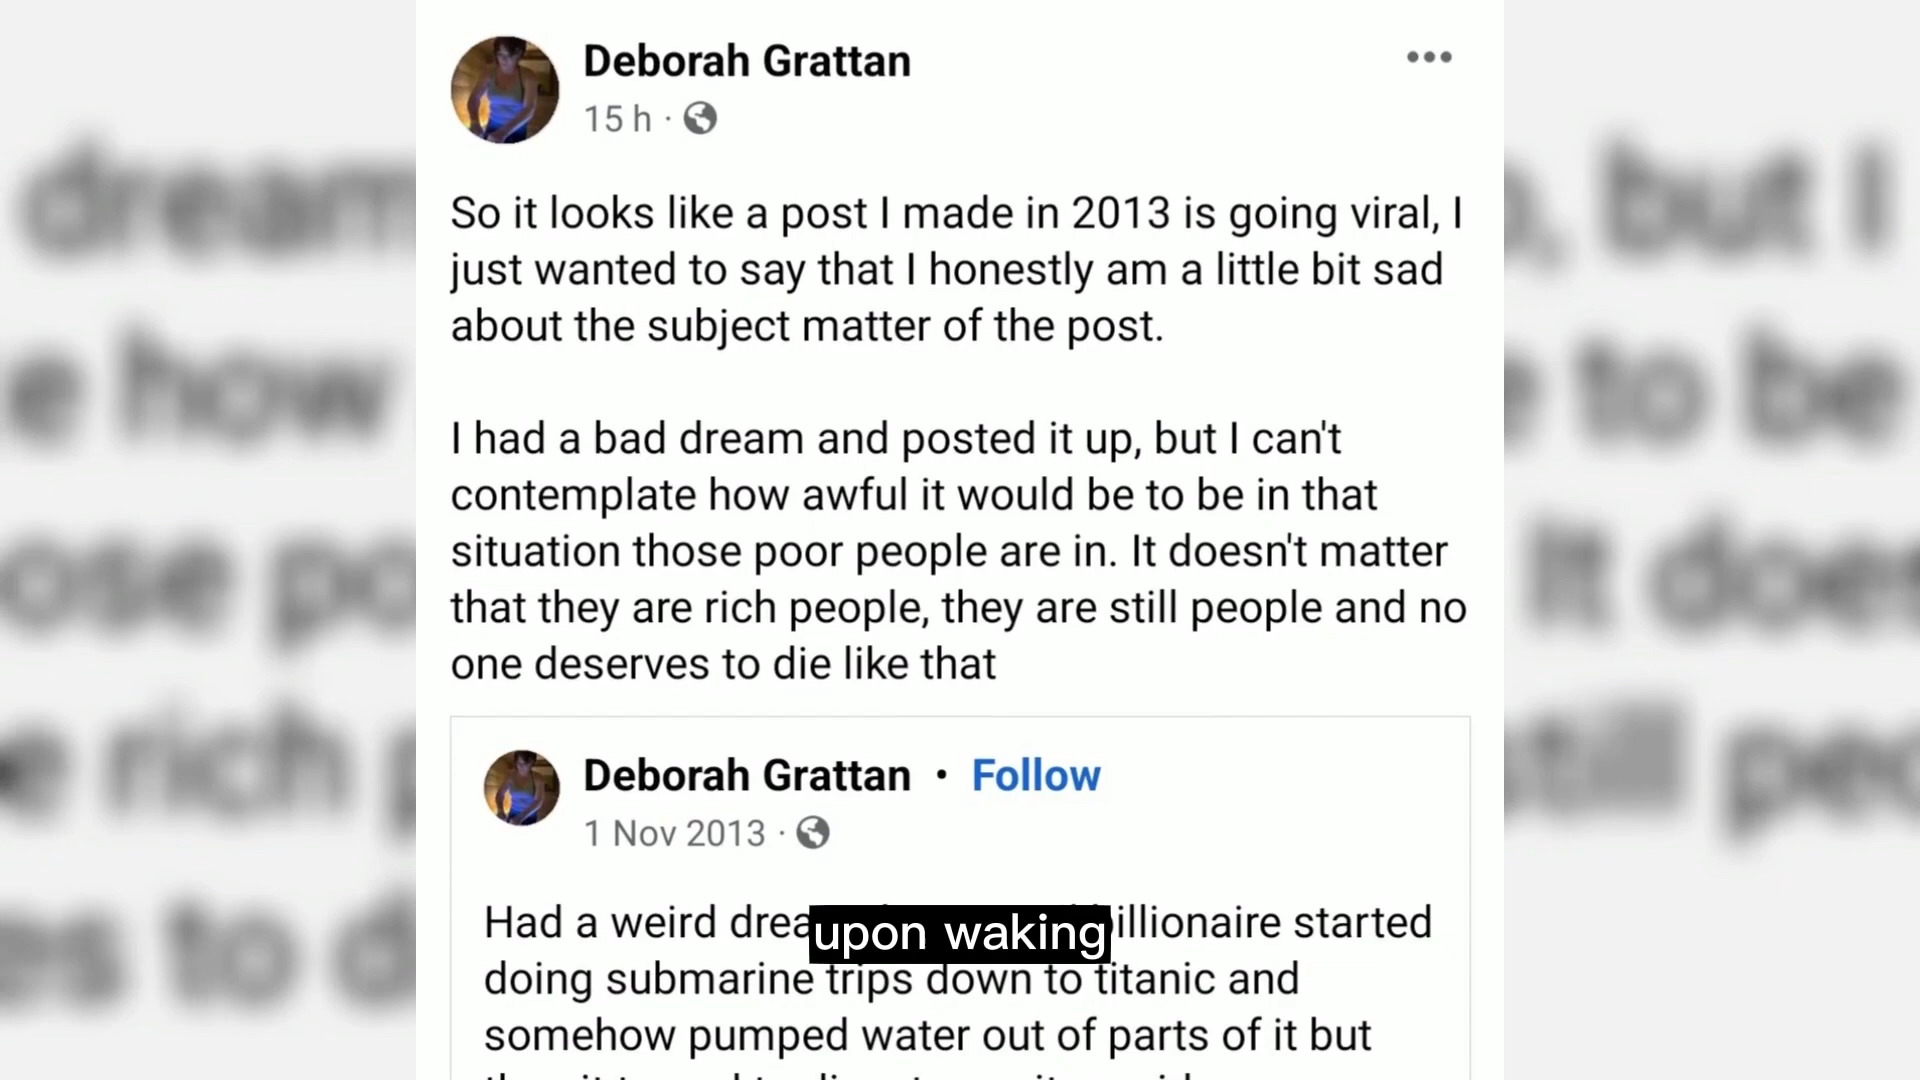 Deborah Grattan
15 h ·
So it looks like a post I made in 2013 is going viral, I
just wanted to say that I honestly am a little bit sad
about the subject matter of the post.
I had a bad dream and posted it up, but I can't
contemplate how awful it would be to be in that
situation those poor people are in. It doesn't matter
that they are rich people, they are still people and no
one deserves to die like that
Deborah Grattan · Follow
1 Nov 2013 ·
Had a weird started
upon waking
doing submarine trips down to titanic and
somehow pumped water out of parts of it but